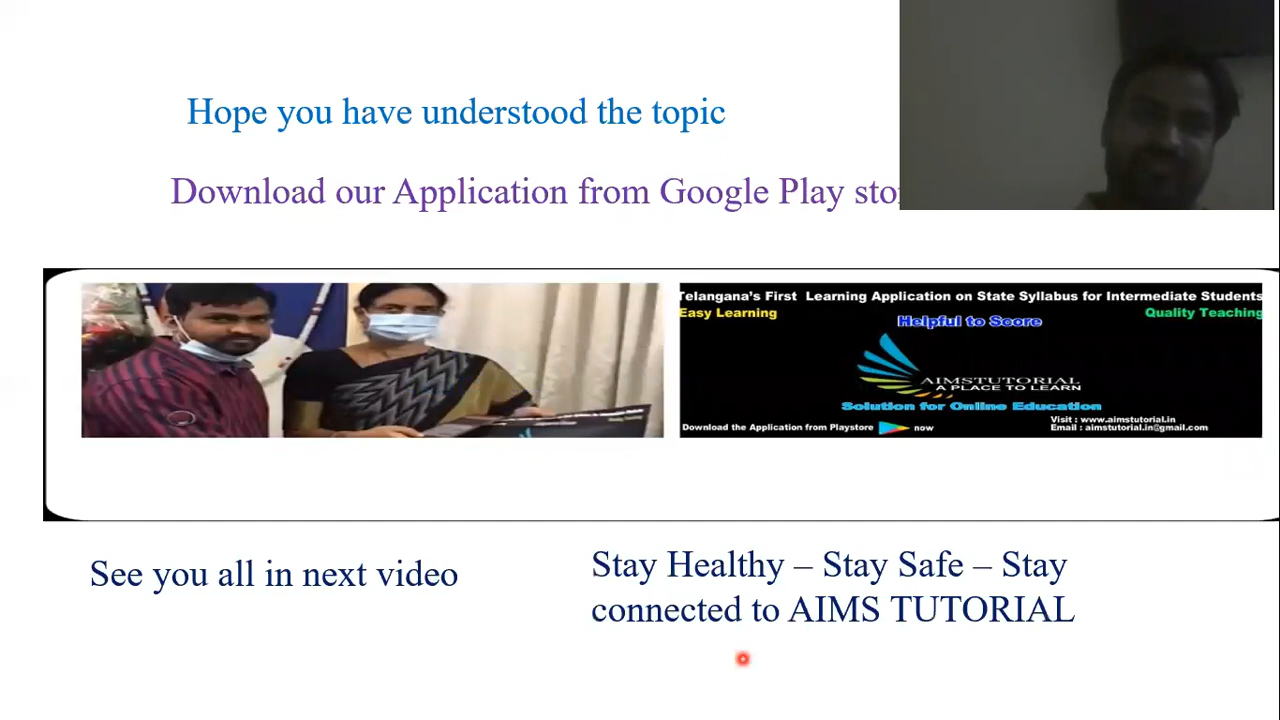 Hope you have understood the topic
Download our Application from Google Play
Telangana's First Learning Application on State Syllabus for Intermediate Students
Easy Learning
Quality Teaching
Helpful to Score
AIMSTUTORIAL
A PLACE TO LEARN
Solution for Online Education
Visit : www.aimstutorial.in
Download the Application from Playstore now
Email : aimstutorial.in@gmail.com
See you all in next video
Stay Healthy – Stay Safe – Stay
connected to AIMS TUTORIAL